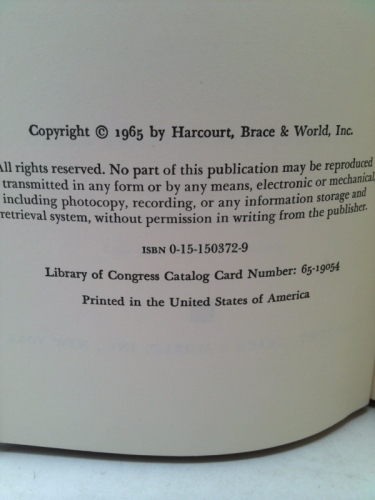 Copyright © 1965 by Harcourt, Brace & World, Inc.
All rights reserved. No part of this publication may be reproduced
transmitted in any form or by any means, electronic or mechanical,
including photocopy, recording, or any information storage and
retrieval system, without permission in writing from the publisher.
ISBN 0-15-150372-9
Library of Congress Catalog Card Number: 65-19054
Printed in the United States of America